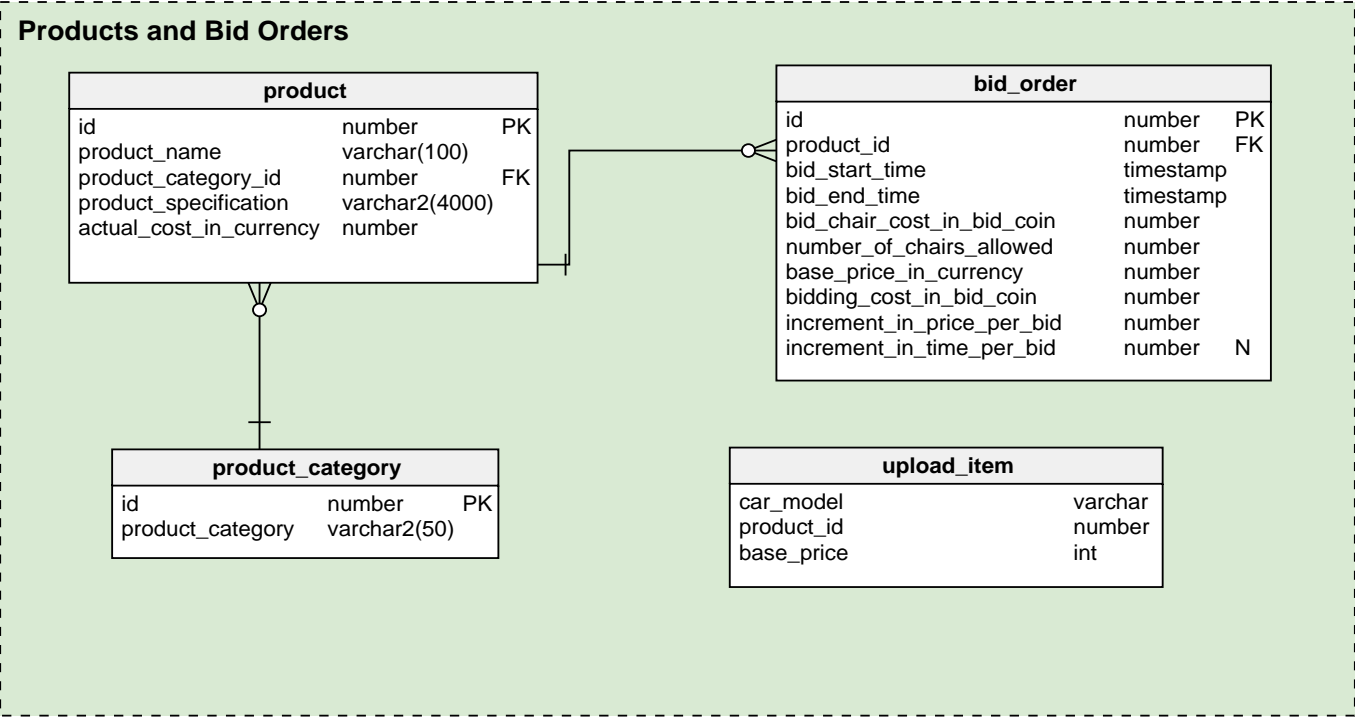 Products and Bid Orders
product
id number PK
product_name varchar(100)
product_category_id number FK
product_specification varchar2(4000)
actual_cost_in_currency number
bid_order
id number PK
product_id number FK
bid_start_time timestamp
bid_end_time timestamp
bid_chair_cost_in_bid_coin number
number_of_chairs_allowed number
base_price_in_currency number
bidding_cost_in_bid_coin number
increment_in_price_per_bid number
increment_in_time_per_bid number N
product_category
id number PK
product_category varchar2(50)
upload_item
car_model varchar
product_id number
base_price int